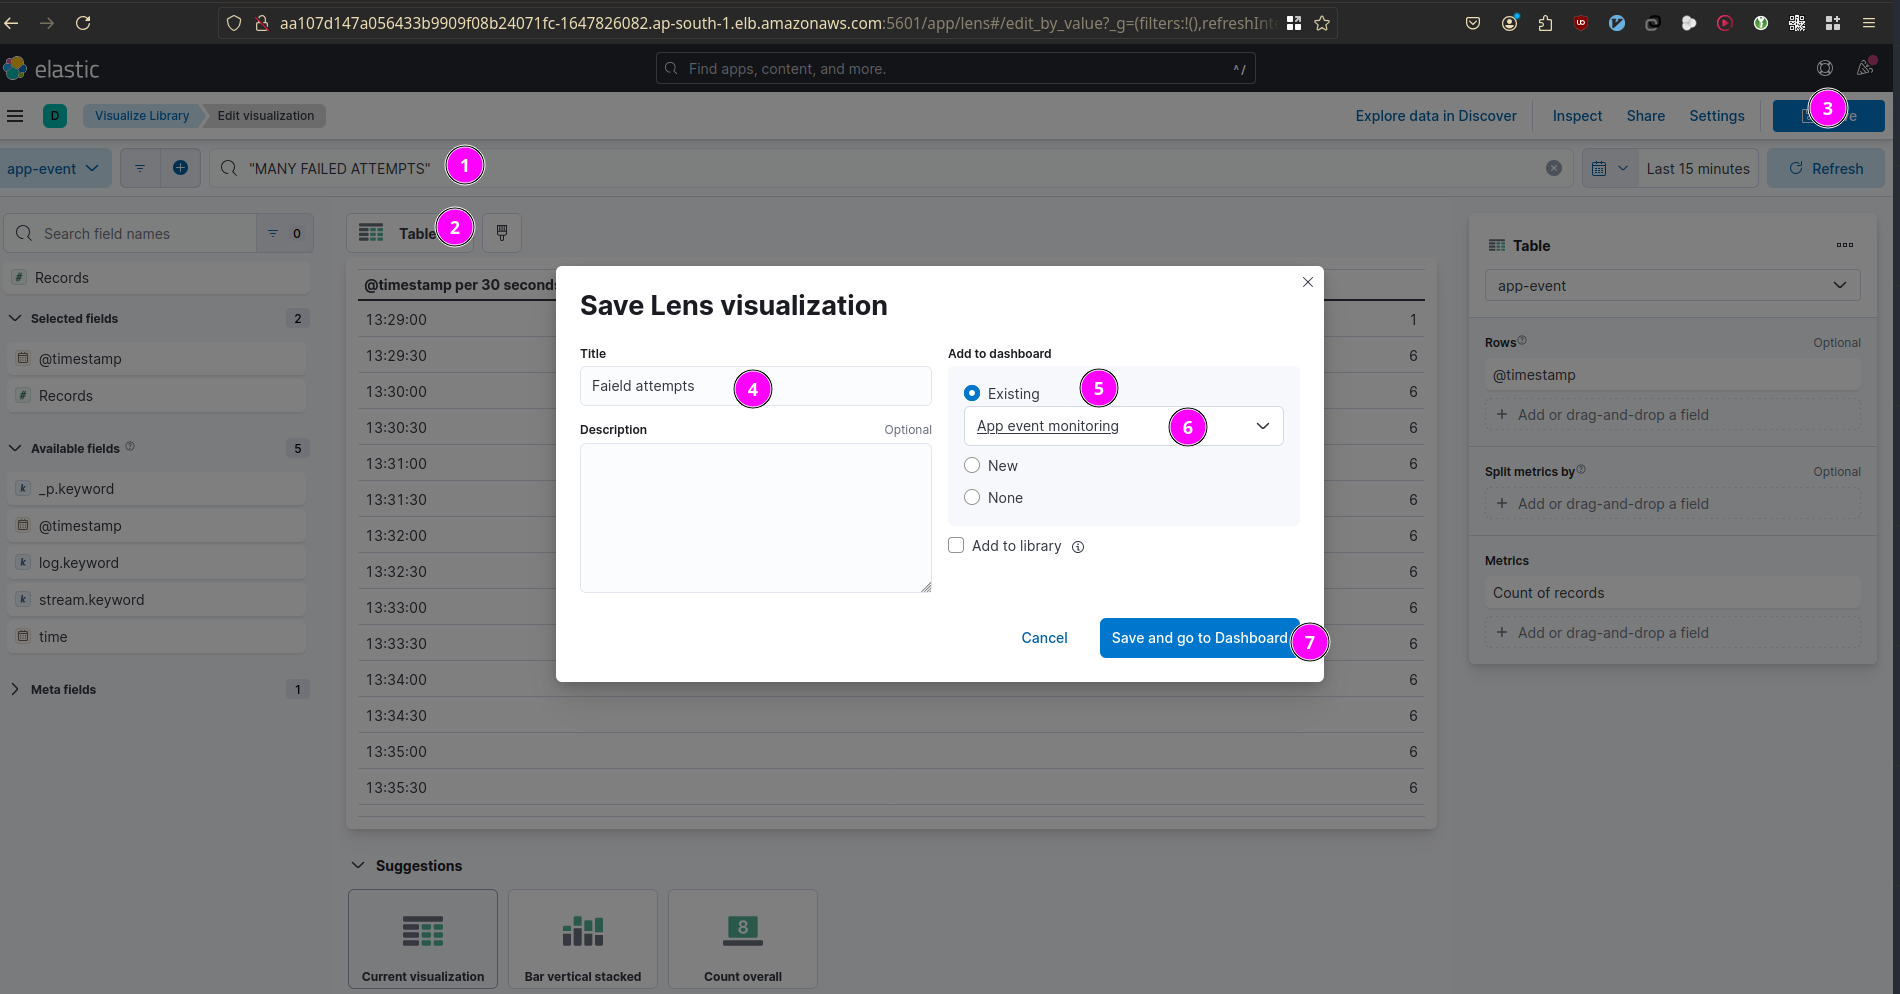 aa107d147a056433b9909f08b24071fc-1647826082.ap-south-1.elb.amazonaws.com:5601/app/lens#/edit_by_value?_g=(filters:!(),refreshInt
elastic
Find apps, content, and more.
^/
D
Visualize Library
Edit visualization
Explore data in Discover
Inspect
Share
Settings
3
app-event
"MANY FAILED ATTEMPTS"
1
Last 15 minutes
Refresh
Search field names
0
Table
2
Records
Selected fields
2
@timestamp
Records
Available fields
5
_p.keyword
@timestamp
log.keyword
stream.keyword
time
Meta fields
1
@timestamp per 30 seconds
13:29:00
1
13:29:30
6
13:30:00
6
13:30:30
6
13:31:00
6
13:31:30
6
13:32:00
6
13:32:30
6
13:33:00
6
13:33:30
6
13:34:00
6
13:34:30
6
13:35:00
6
13:35:30
6
Save Lens visualization
Title
Faield attempts
4
Description
Optional
Add to dashboard
Existing
5
App event monitoring
6
New
None
Add to library
Cancel
Save and go to Dashboard
7
Table
app-event
Rows
Optional
@timestamp
Add or drag-and-drop a field
Split metrics by
Optional
Add or drag-and-drop a field
Metrics
Count of records
Add or drag-and-drop a field
Suggestions
Current visualization
Bar vertical stacked
8
Count overall